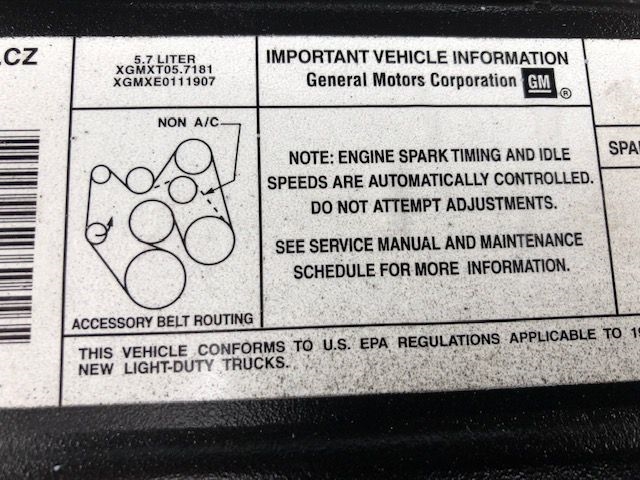 CZ
5.7 LITER
XGMXT05.7181
XGMXE0111907
NON A/C
ACCESSORY BELT ROUTING
IMPORTANT VEHICLE INFORMATION
General Motors Corporation GM ®
NOTE: ENGINE SPARK TIMING AND IDLE
SPEEDS ARE AUTOMATICALLY CONTROLLED.
DO NOT ATTEMPT ADJUSTMENTS.
SEE SERVICE MANUAL AND MAINTENANCE
SCHEDULE FOR MORE INFORMATION.
SPA
THIS VEHICLE CONFORMS TO U.S. EPA REGULATIONS APPLICABLE TO 19
NEW LIGHT-DUTY TRUCKS.